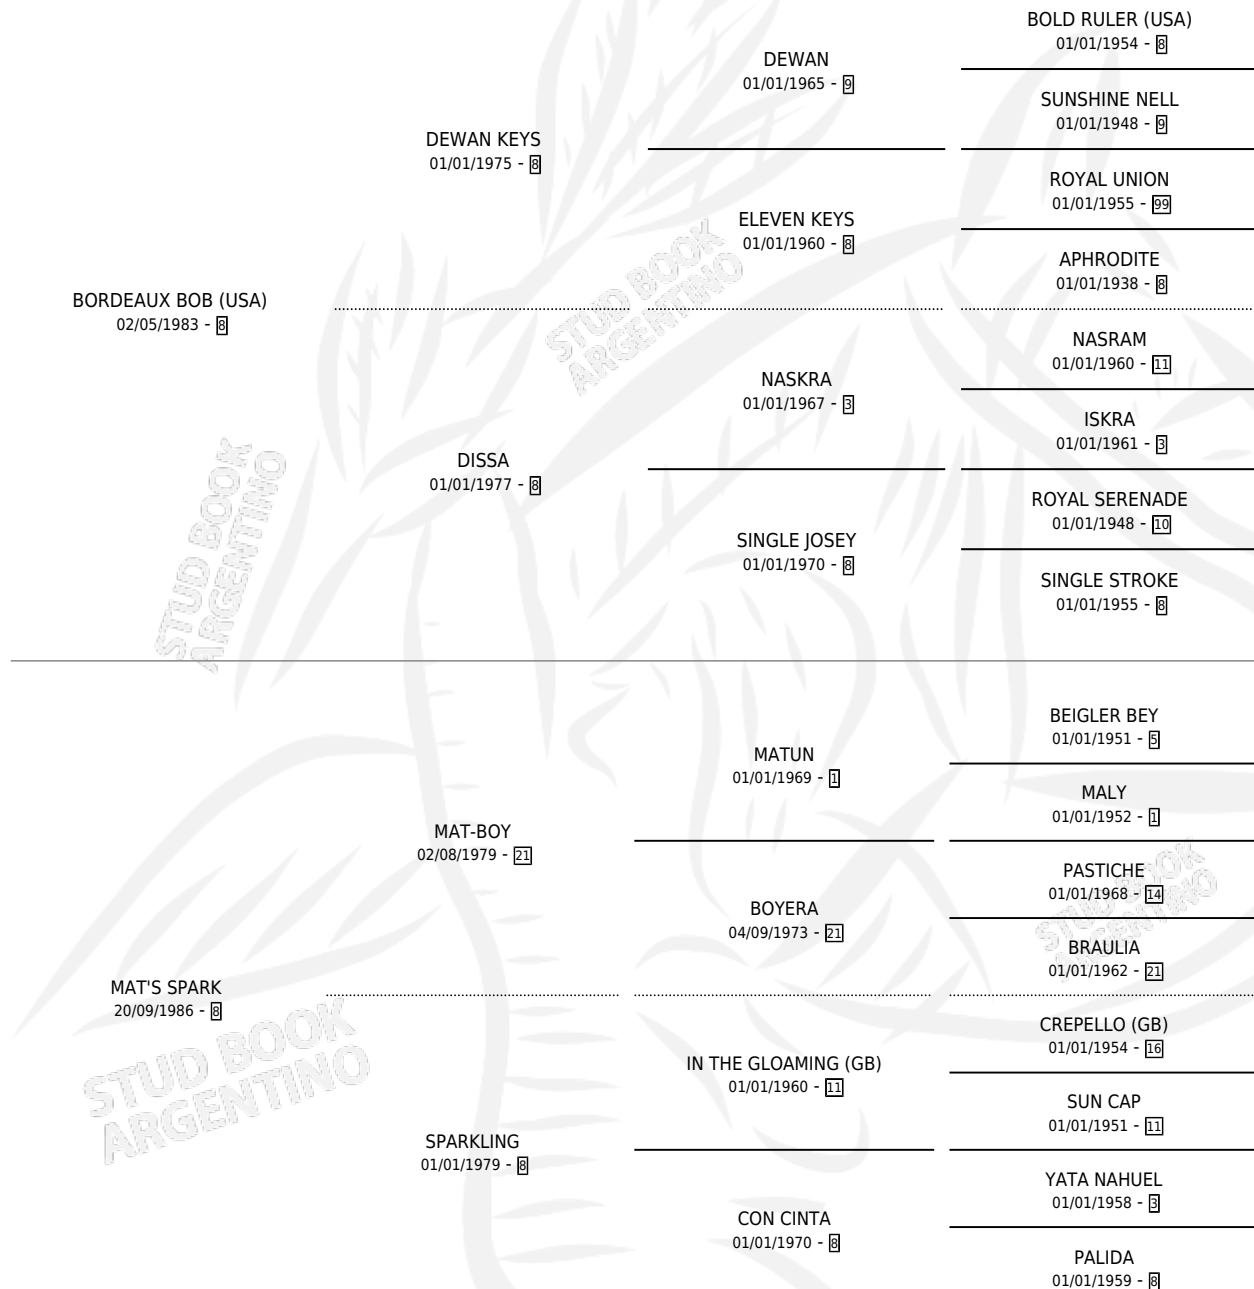 BORDEAUX BOB (USA)
02/05/1983 - 8
DEWAN KEYS
01/01/1975 - 8
DISSA
01/01/1977 - 8
DEWAN
01/01/1965 - 9
ELEVEN KEYS
01/01/1960 - 8
NASKRA
01/01/1967 - 3
SINGLE JOSEY
01/01/1970 - 8
BOLD RULER (USA)
01/01/1954 - 8
SUNSHINE NELL
01/01/1948 - 9
ROYAL UNION
01/01/1955 - 99
APHRODITE
01/01/1938 - 8
NASRAM
01/01/1960 - 11
ISKRA
01/01/1961 - 3
ROYAL SERENADE
01/01/1948 - 10
SINGLE STROKE
01/01/1955 - 8
MAT'S SPARK
20/09/1986 - 8
MAT-BOY
02/08/1979 - 21
SPARKLING
01/01/1979 - 8
MATUN
01/01/1969 - 1
BOYERA
04/09/1973 - 21
IN THE GLOAMING (GB)
01/01/1960 - 11
CON CINTA
01/01/1970 - 8
BEIGLER BEY
01/01/1951 - 5
MALY
01/01/1952 - 1
PASTICHE
01/01/1968 - 14
BRAULIA
01/01/1962 - 21
CREPELLO (GB)
01/01/1954 - 16
SUN CAP
01/01/1951 - 11
YATA NAHUEL
01/01/1958 - 3
PALIDA
01/01/1959 - 8
STUD BOOK
ARGENTINO
STUD BOOK
ARGENTINO
STUD BOOK
ARGENTINO
STUD BOOK
ARGENTINO